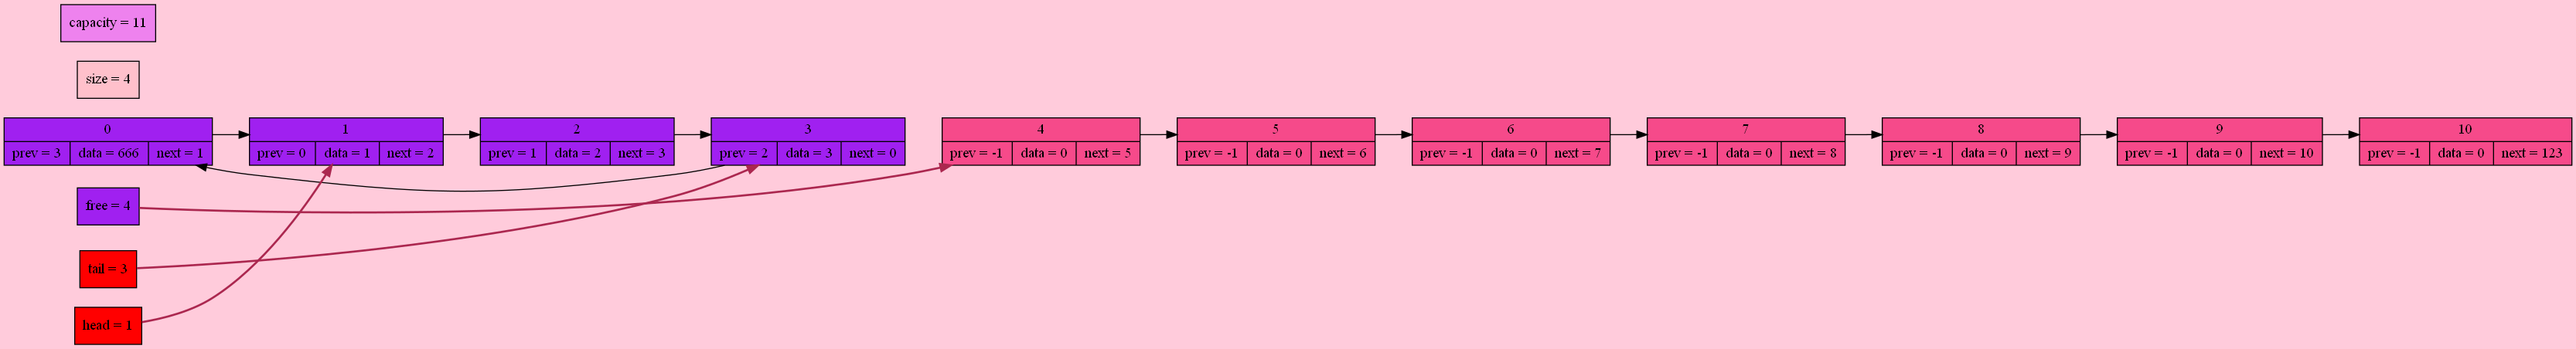 capacity = 11
size = 4
0 1 2 3 4 5 6 7 8 9 10
prev = 3 data = 666 next = 1 prev = 0 data = 1 next = 2 prev = 1 data = 2 next = 3 prev = 2 data = 3 next = 0 prev = -1 data = 0 next = 5 prev = -1 data = 0 next = 6 prev = -1 data = 0 next = 7 prev = -1 data = 0 next = 8 prev = -1 data = 0 next = 9 prev = -1 data = 0 next = 10 prev = -1 data = 0 next = 123
free = 4
tail = 3
head = 1